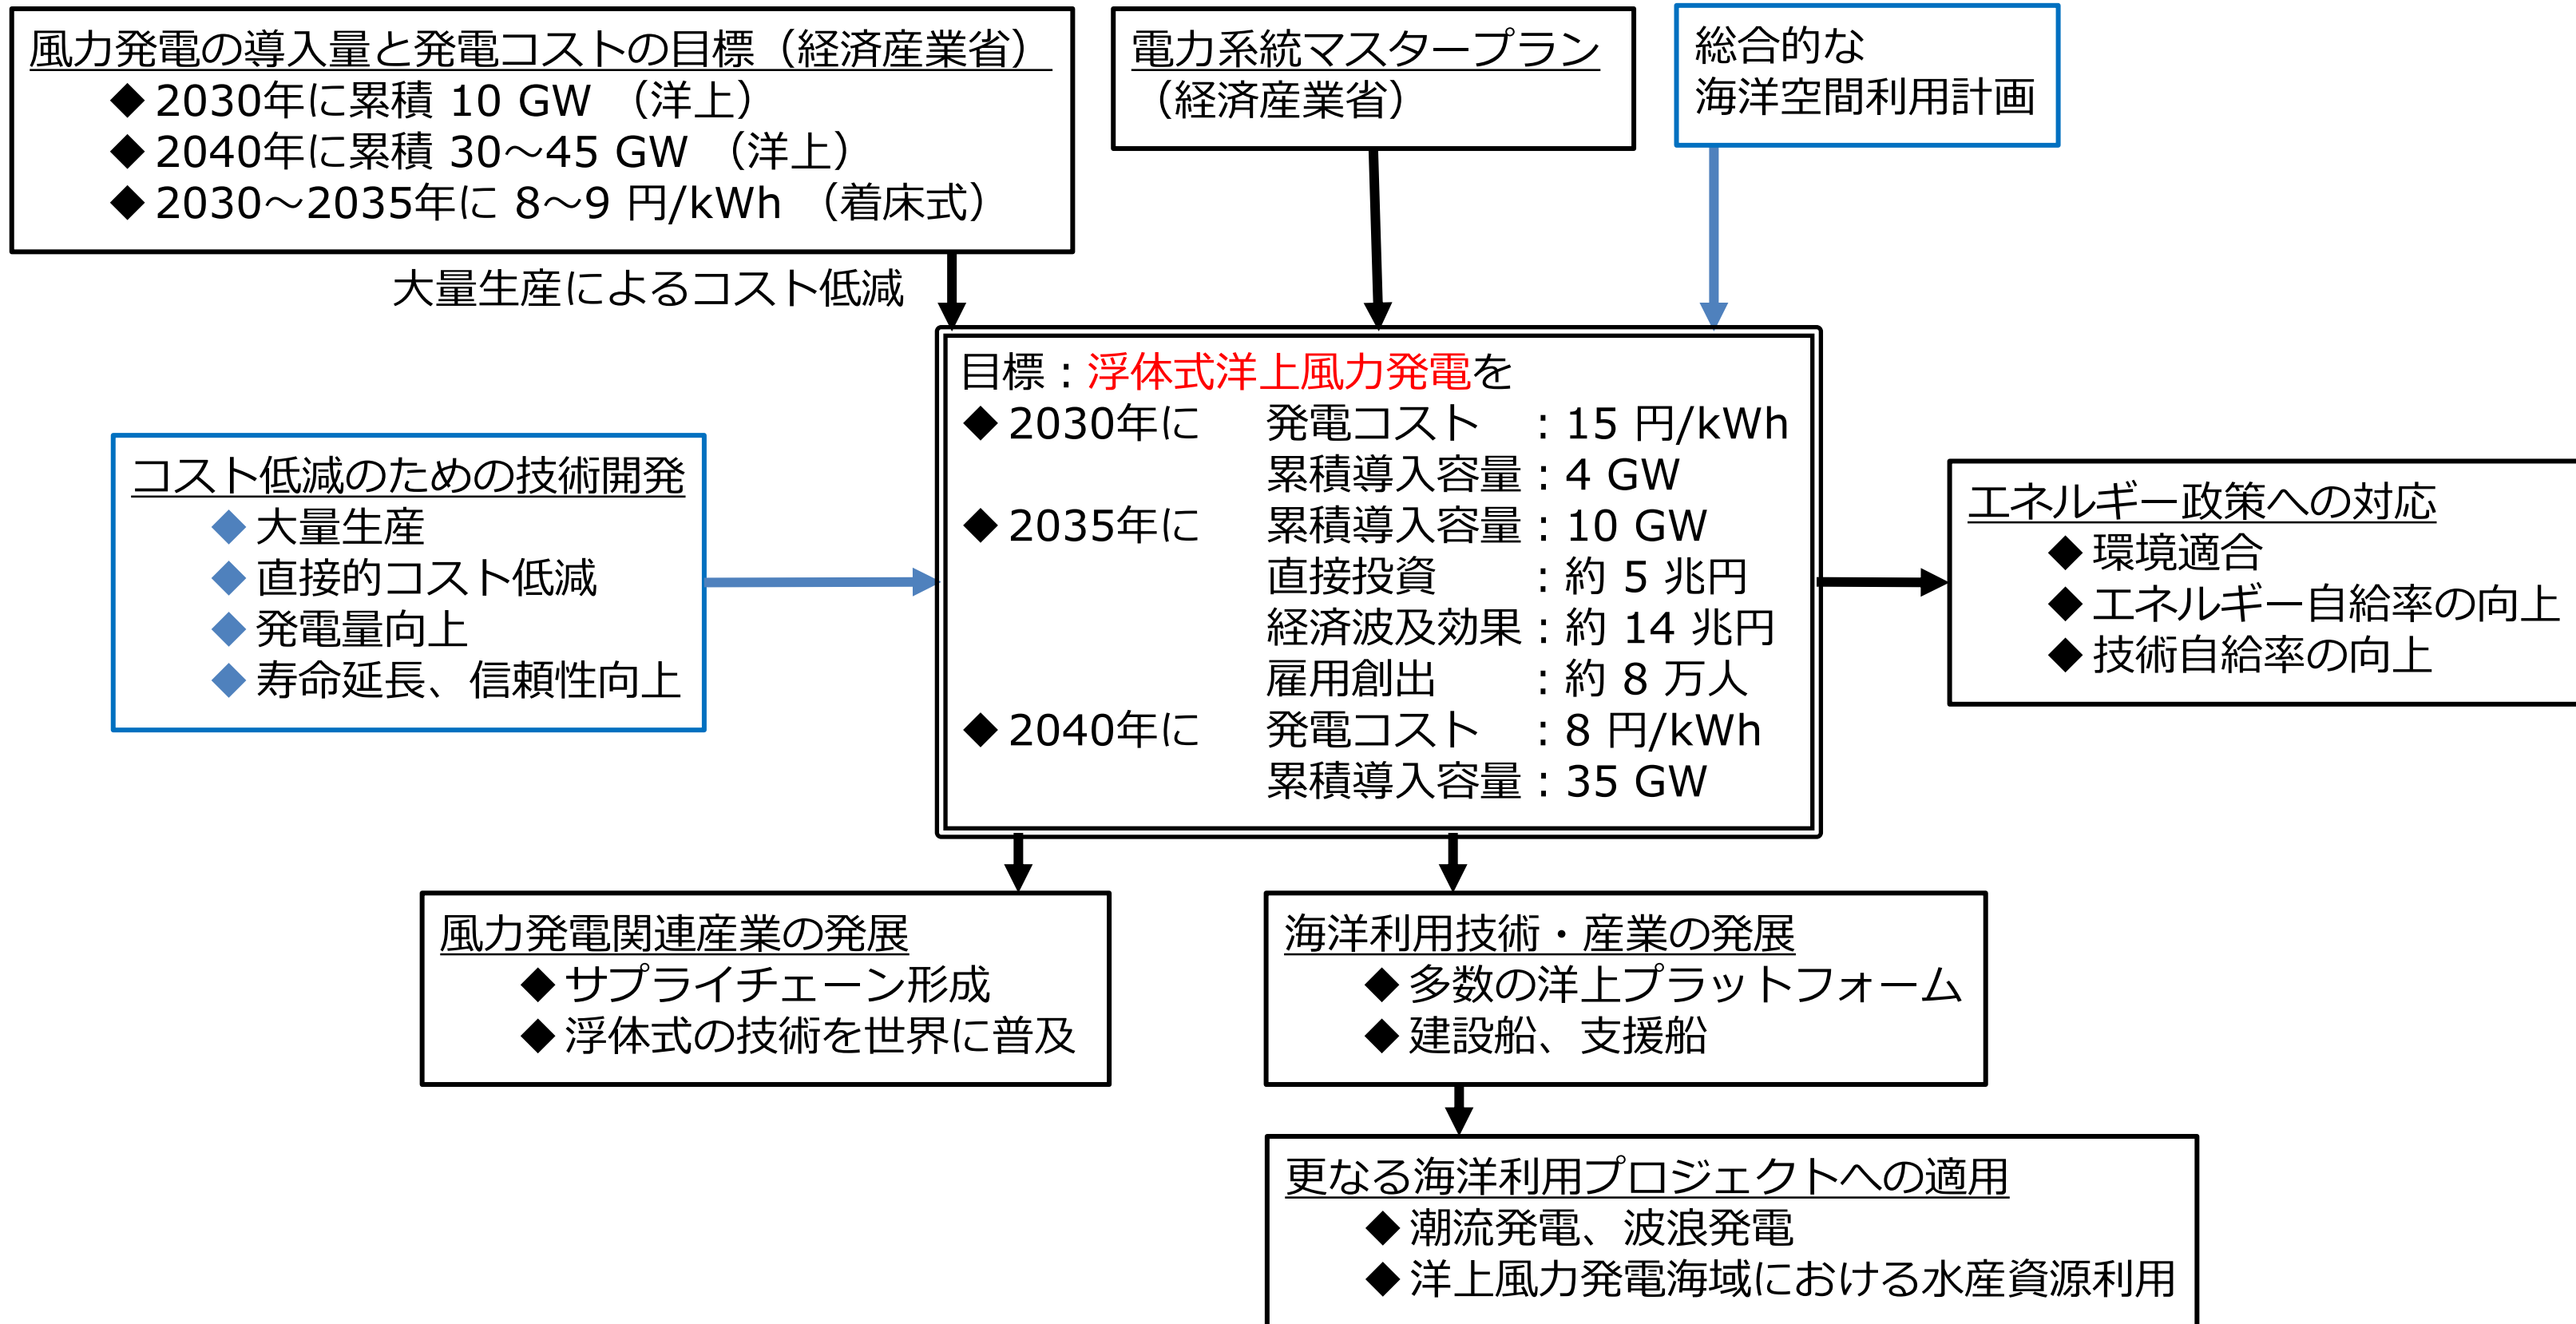 風力発電の導入量と発電コストの目標（経済産業省）
◆ 2030年に累積 10 GW （洋上）
◆ 2040年に累積 30～45 GW （洋上）
◆ 2030～2035年に 8～9 円/kWh （着床式）
電力系統マスタープラン
（経済産業省）
総合的な
海洋空間利用計画
大量生産によるコスト低減
目標：浮体式洋上風力発電を
◆ 2030年に 発電コスト ：15 円/kWh
累積導入容量：4 GW
◆ 2035年に 累積導入容量：10 GW
直接投資 ：約 5 兆円
経済波及効果：約 14 兆円
雇用創出 ：約 8 万人
◆ 2040年に 発電コスト ：8 円/kWh
累積導入容量：35 GW
コスト低減のための技術開発
◆ 大量生産
◆ 直接的コスト低減
◆ 発電量向上
◆ 寿命延長、信頼性向上
エネルギー政策への対応
◆ 環境適合
◆ エネルギー自給率の向上
◆ 技術自給率の向上
風力発電関連産業の発展
◆ サプライチェーン形成
◆ 浮体式の技術を世界に普及
海洋利用技術・産業の発展
◆ 多数の洋上プラットフォーム
◆ 建設船、支援船
更なる海洋利用プロジェクトへの適用
◆ 潮流発電、波浪発電
◆ 洋上風力発電海域における水産資源利用